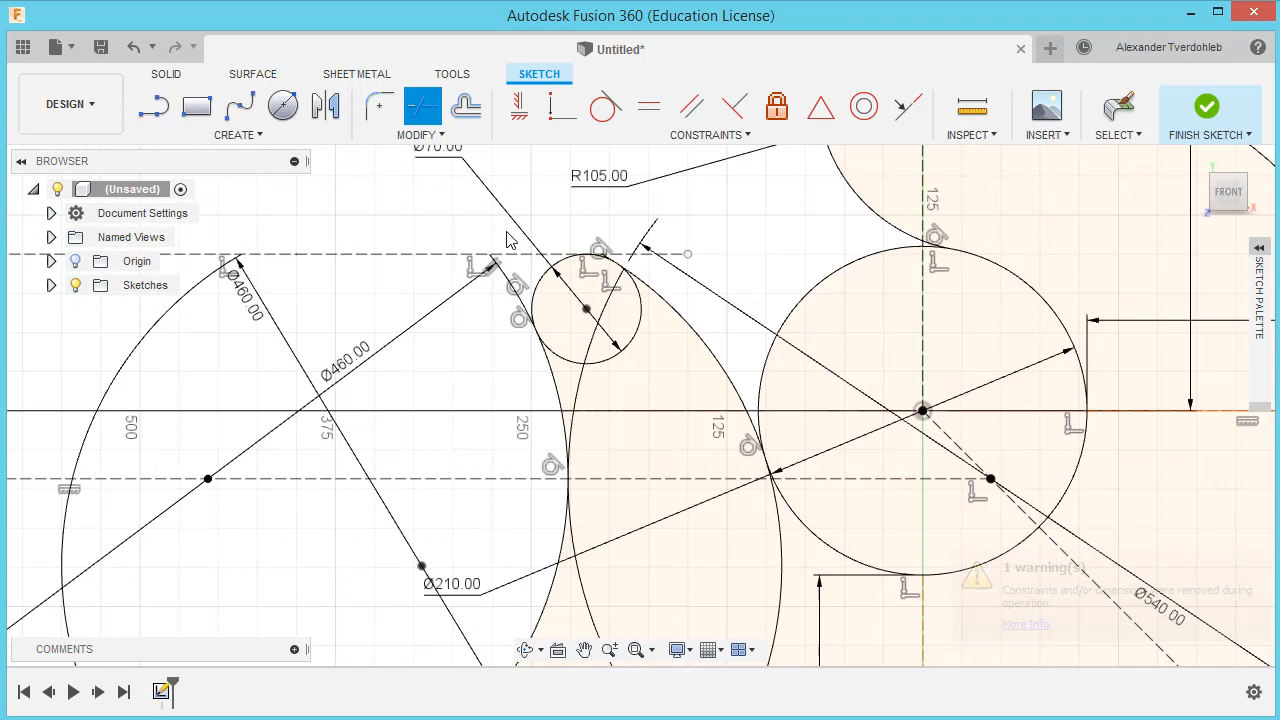 Autodesk Fusion 360 (Education License)
Untitled*
Alexander Tverdohleb
DESIGN
SOLID
SURFACE
SHEET METAL
TOOLS
SKETCH
CREATE
MODIFY
CONSTRAINTS
INSPECT
INSERT
SELECT
FINISH SKETCH
BROWSER
(Unsaved)
Document Settings
Named Views
Origin
Sketches
Ø70.00
R105.00
125
FRONT
SKETCH PALETTE
Ø460.00
Ø460.00
500
375
250
125
Ø210.00
Ø540.00
1 warning(s)
Constraints and/or dimensions were removed during
operation.
More Info
COMMENTS